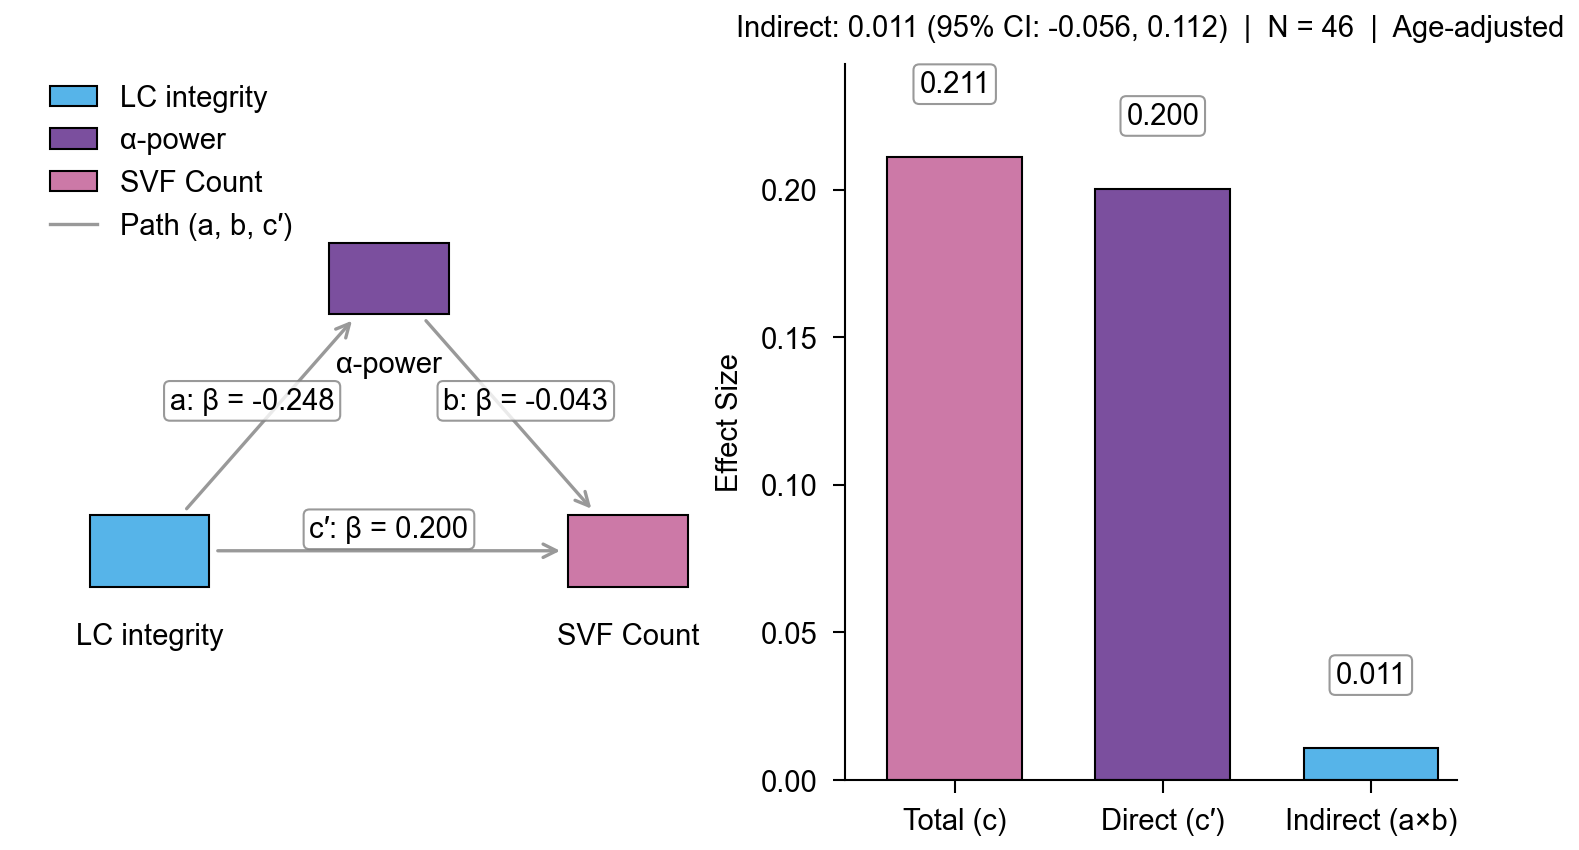 Indirect: 0.011 (95% CI: -0.056, 0.112) | N = 46 | Age-adjusted
LC integrity
α-power
SVF Count
Path (a, b, c′)
α-power
a: β = -0.248
b: β = -0.043
c′: β = 0.200
LC integrity
SVF Count
Effect Size
0.20
0.15
0.10
0.05
0.00
0.211
0.200
0.011
Total (c)
Direct (c′)
Indirect (a×b)